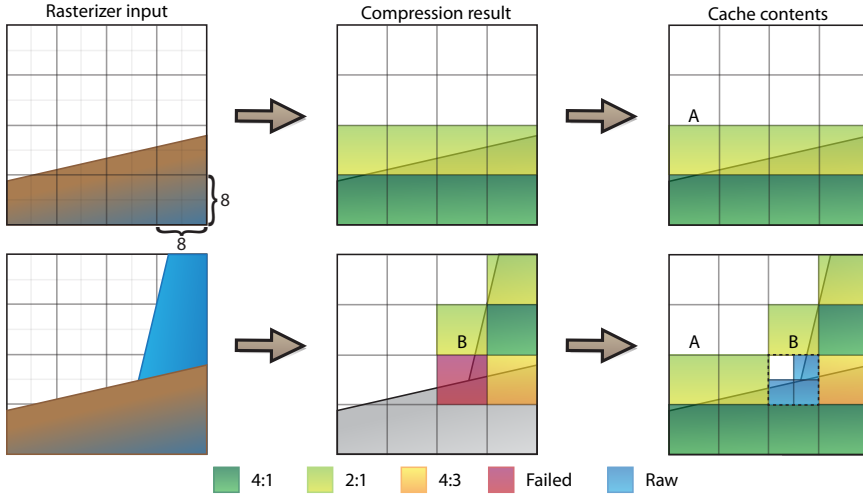 Rasterizer input
Compression result
Cache contents
A
8
8
B
A
B
4:1
2:1
4:3
Failed
Raw